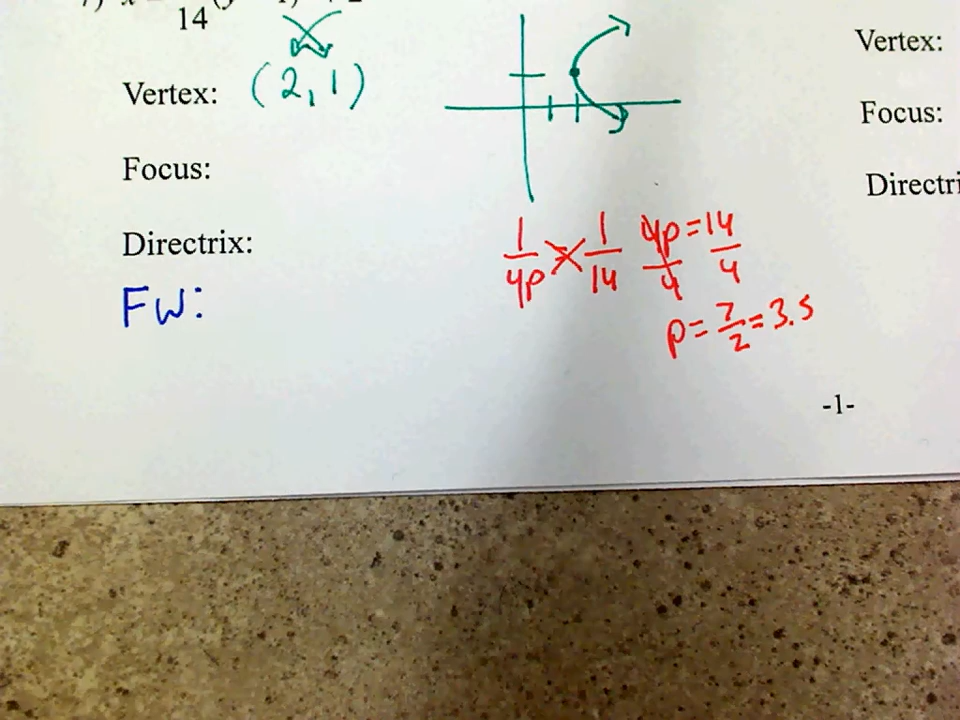 14
Vertex: (2,1)
Focus:
Directrix:
FW:
1/4p = 1/14
4p/4 = 14/4
p = 7/2 = 3.5
Vertex:
Focus:
-1-